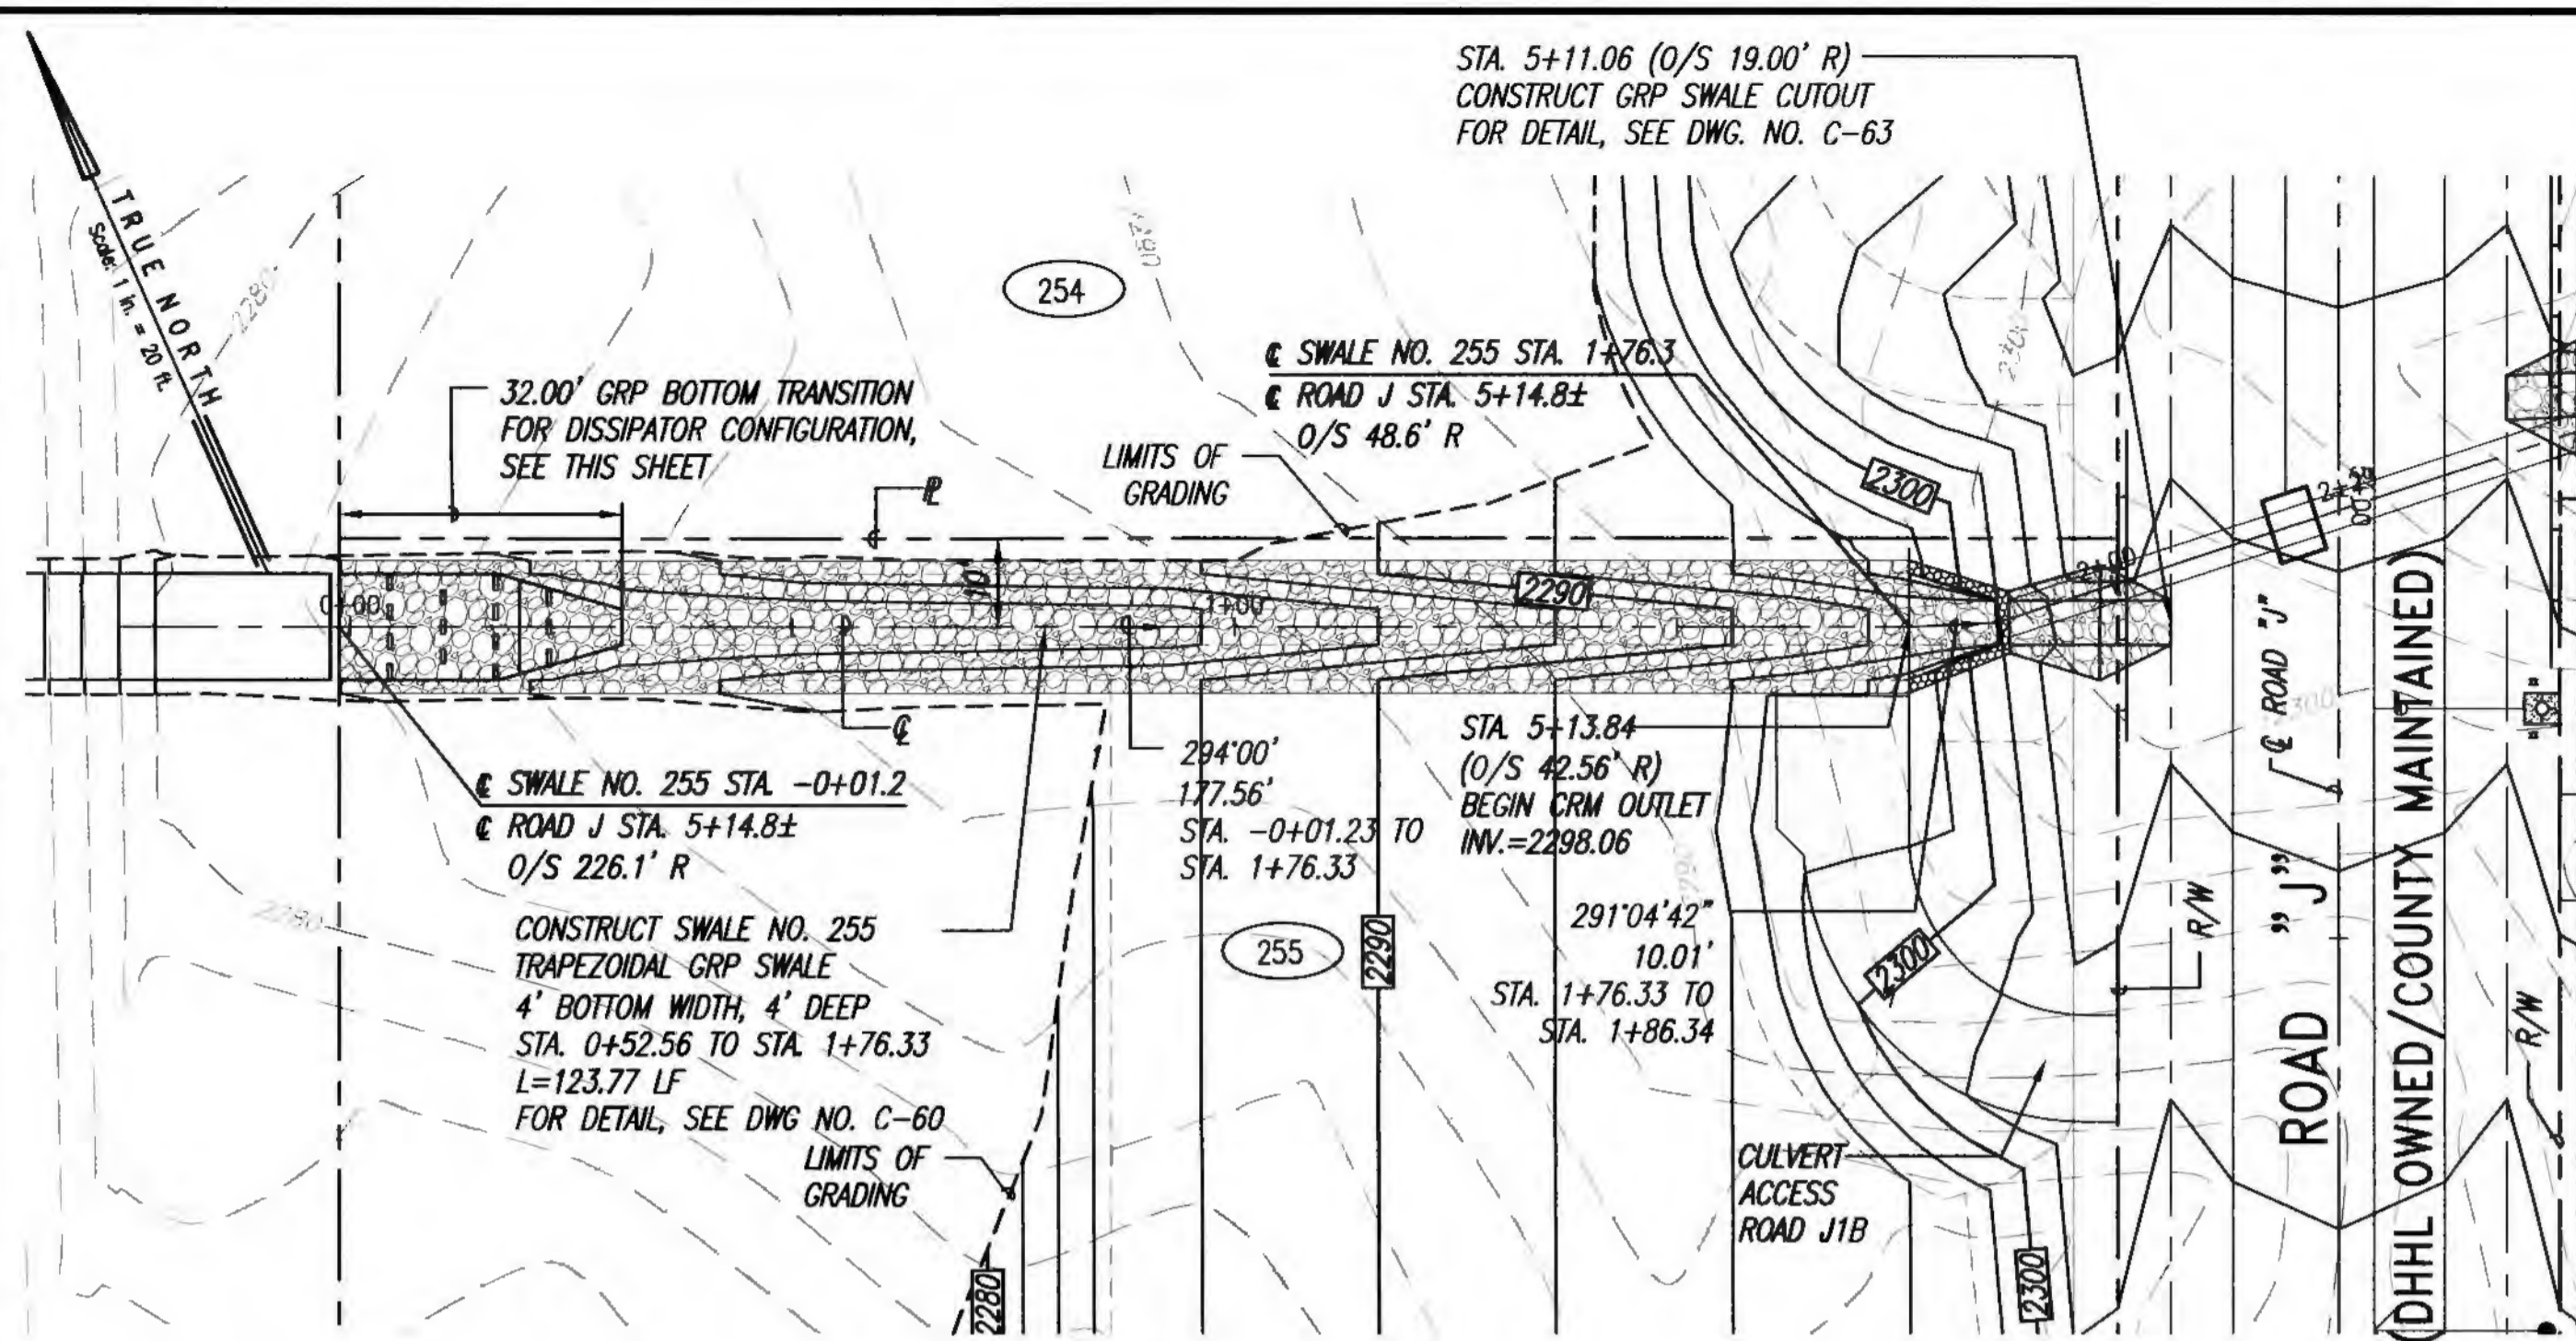 STA. 5+11.06 (O/S 19.00' R)
CONSTRUCT GRP SWALE CUTOUT
FOR DETAIL, SEE DWG. NO. C-63
TRUE NORTH
Scale: 1 in. = 20 ft.
2280
254
℄ SWALE NO. 255 STA. 1+76.3
℄ ROAD J STA. 5+14.8±
O/S 48.6' R
32.00' GRP BOTTOM TRANSITION
FOR DISSIPATOR CONFIGURATION,
SEE THIS SHEET
LIMITS OF
GRADING
2300
2300
10'
0+00
1+00
2290
2+00
℄
℄ SWALE NO. 255 STA. -0+01.2
℄ ROAD J STA. 5+14.8±
O/S 226.1' R
294°00'
177.56'
STA. -0+01.23 TO
STA. 1+76.33
STA. 5+13.84
(O/S 42.56' R)
BEGIN CRM OUTLET
INV.=2298.06
2280
CONSTRUCT SWALE NO. 255
TRAPEZOIDAL GRP SWALE
4' BOTTOM WIDTH, 4' DEEP
STA. 0+52.56 TO STA. 1+76.33
L=123.77 LF
FOR DETAIL, SEE DWG NO. C-60
LIMITS OF
GRADING
2280
255
2290
2290
291°04'42"
10.01'
STA. 1+76.33 TO
STA. 1+86.34
2300
CULVERT
ACCESS
ROAD J1B
2300
R/W
℄ ROAD "J"
2300
ROAD "J"
(DHHL OWNED/COUNTY MAINTAINED)
R/W